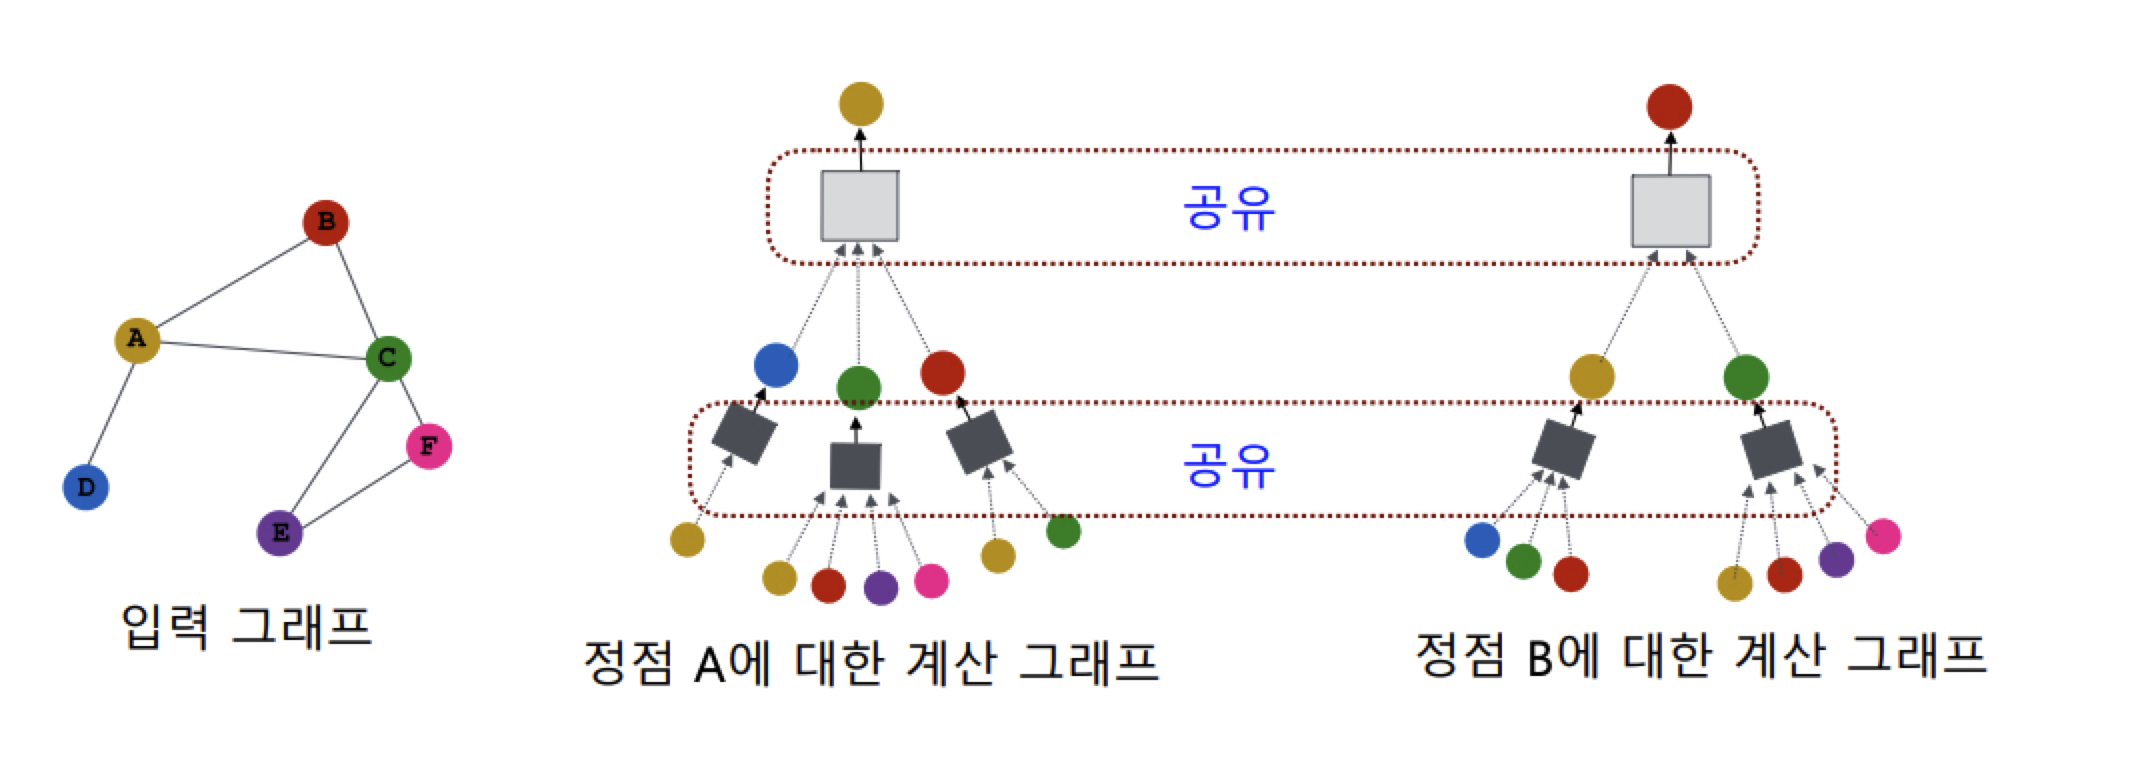 B
A
C
F
D
E
입력 그래프
공유
공유
정점 A에 대한 계산 그래프
정점 B에 대한 계산 그래프